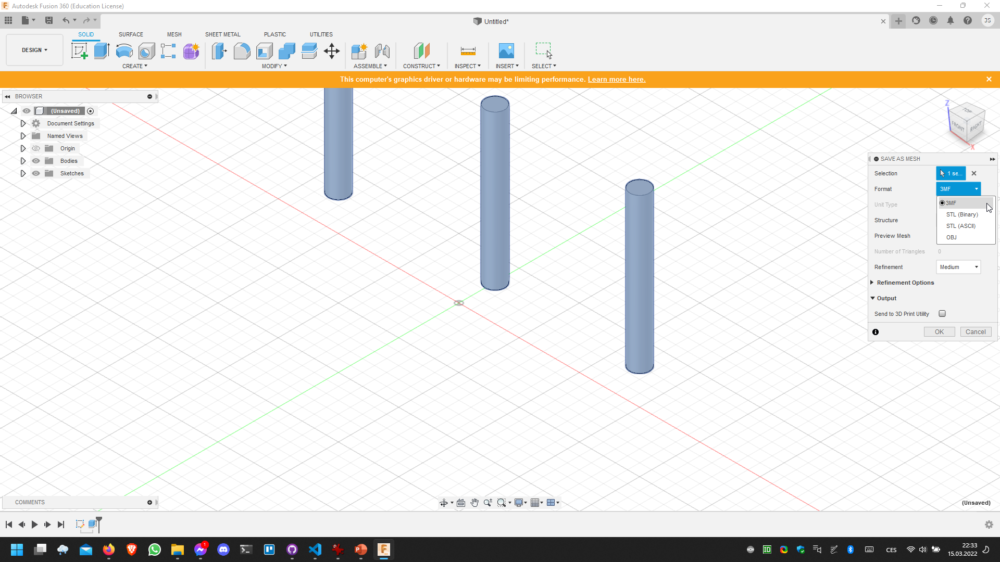 Autodesk Fusion 360 (Education License)
Untitled*
JS
DESIGN
SOLID
SURFACE
MESH
SHEET METAL
PLASTIC
UTILITIES
CREATE
MODIFY
ASSEMBLE
CONSTRUCT
INSPECT
INSERT
SELECT
This computer's graphics driver or hardware may be limiting performance. Learn more here.
BROWSER
(Unsaved)
Document Settings
Named Views
Origin
Bodies
Sketches
Z
TOP
FRONT
RIGHT
X
SAVE AS MESH
Selection
1 se...
Format
3MF
Unit Type
3MF
STL (Binary)
Structure
STL (ASCII)
Preview Mesh
OBJ
Number of Triangles
0
Refinement
Medium
Refinement Options
Output
Send to 3D Print Utility
OK
Cancel
COMMENTS
(Unsaved)
1
ID
CES
22:33
15.03.2022